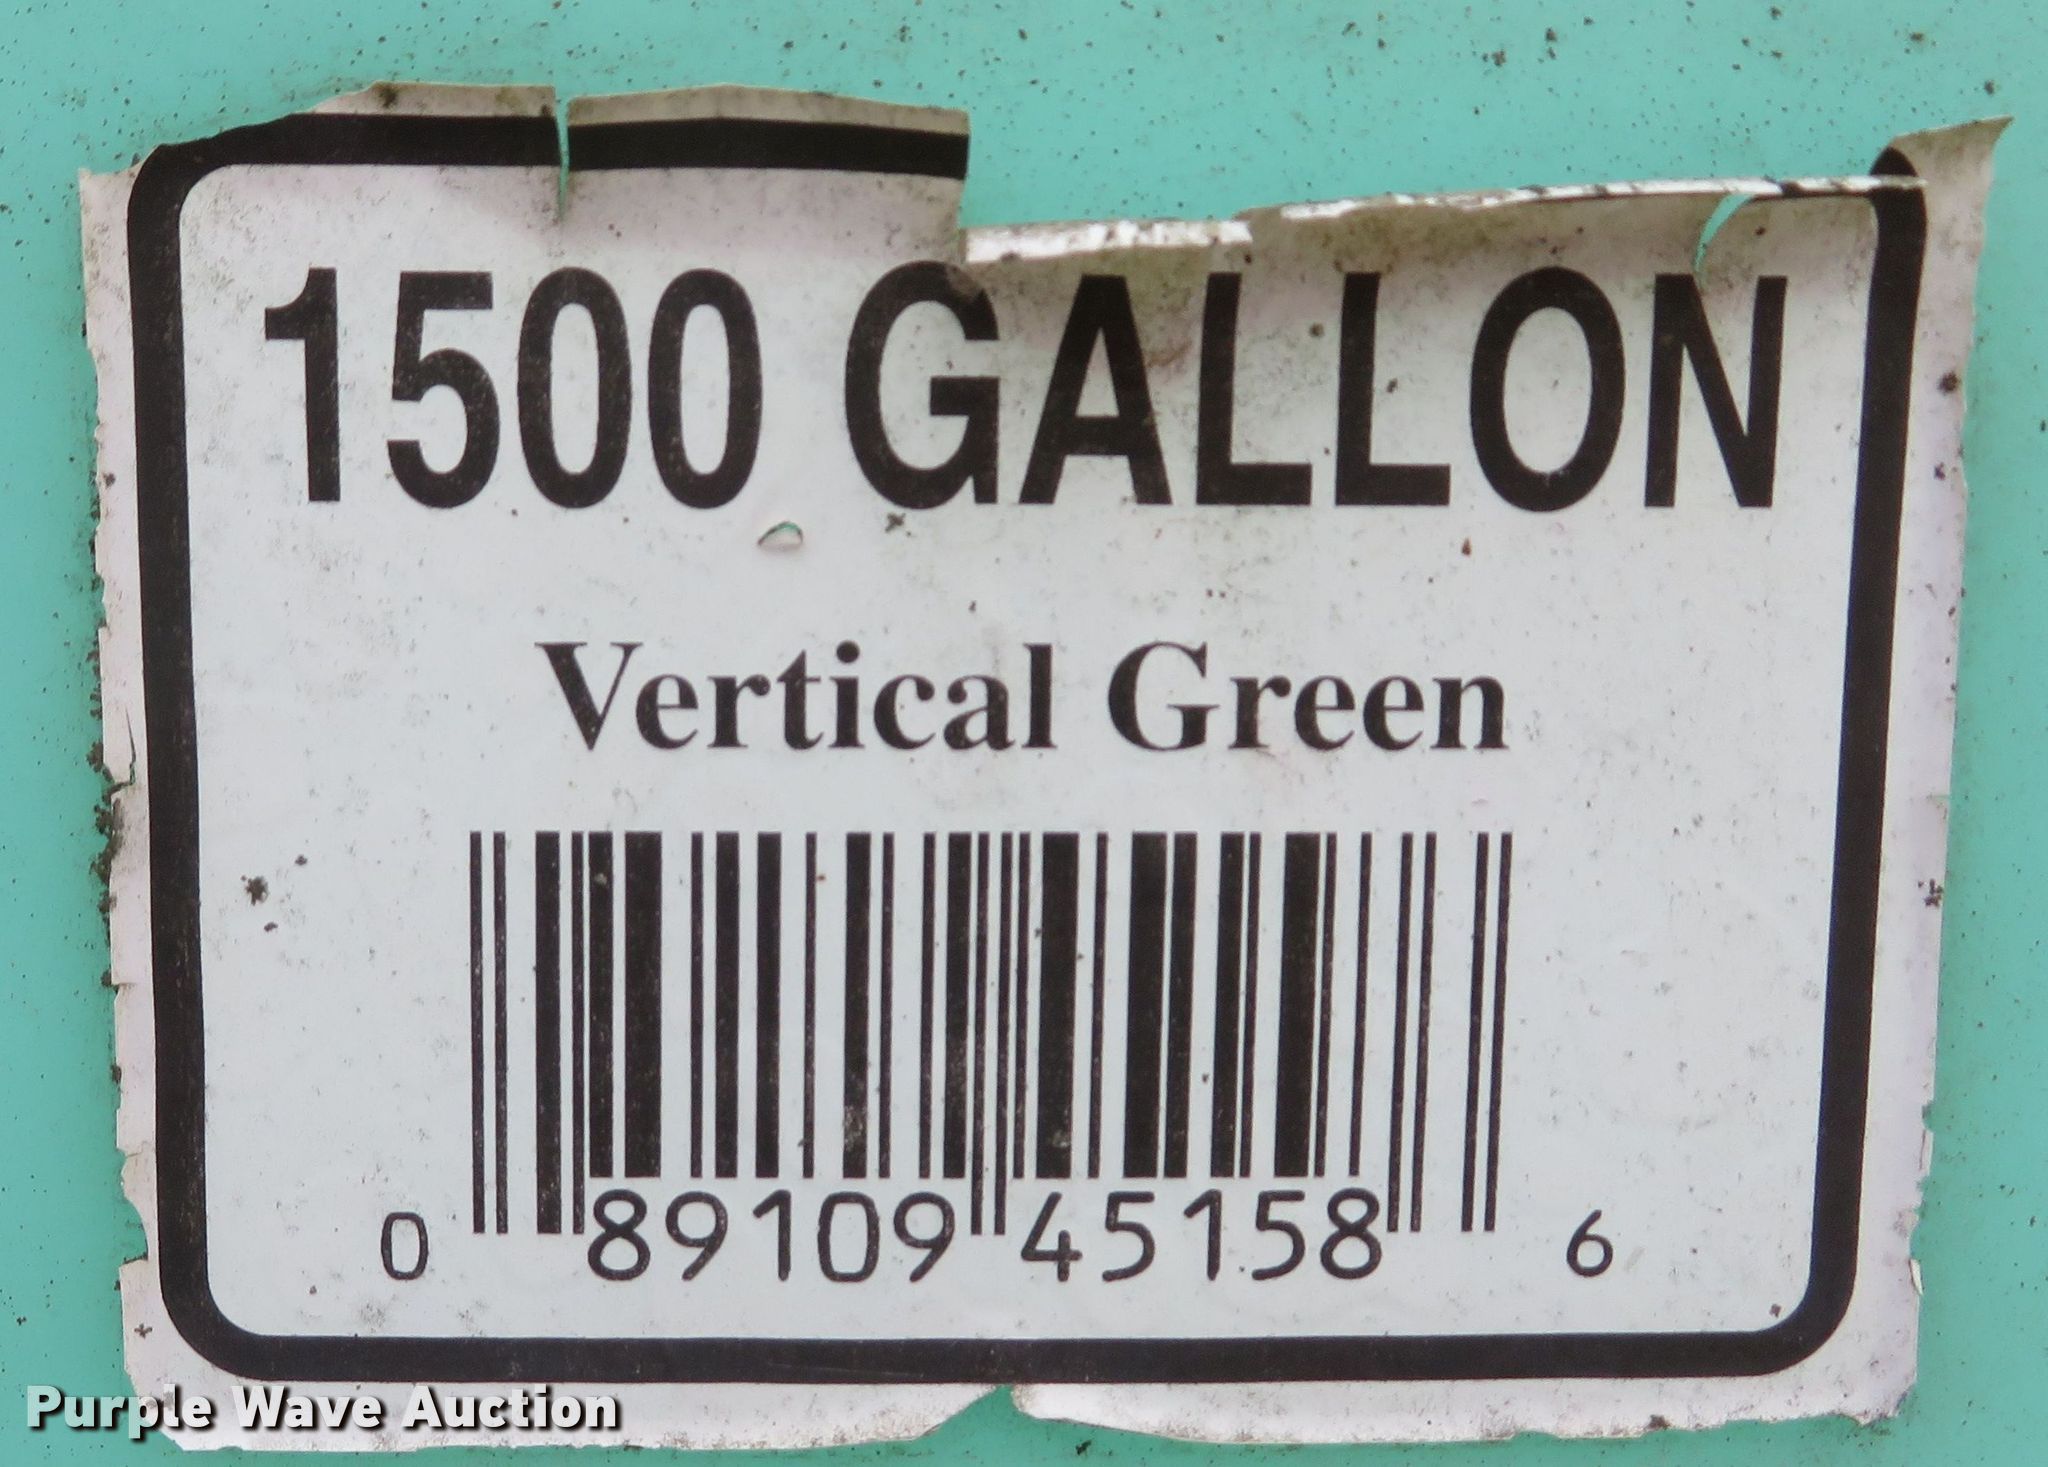 1500 GALLON
Vertical Green
0 89109 45158 6
Purple Wave Auction